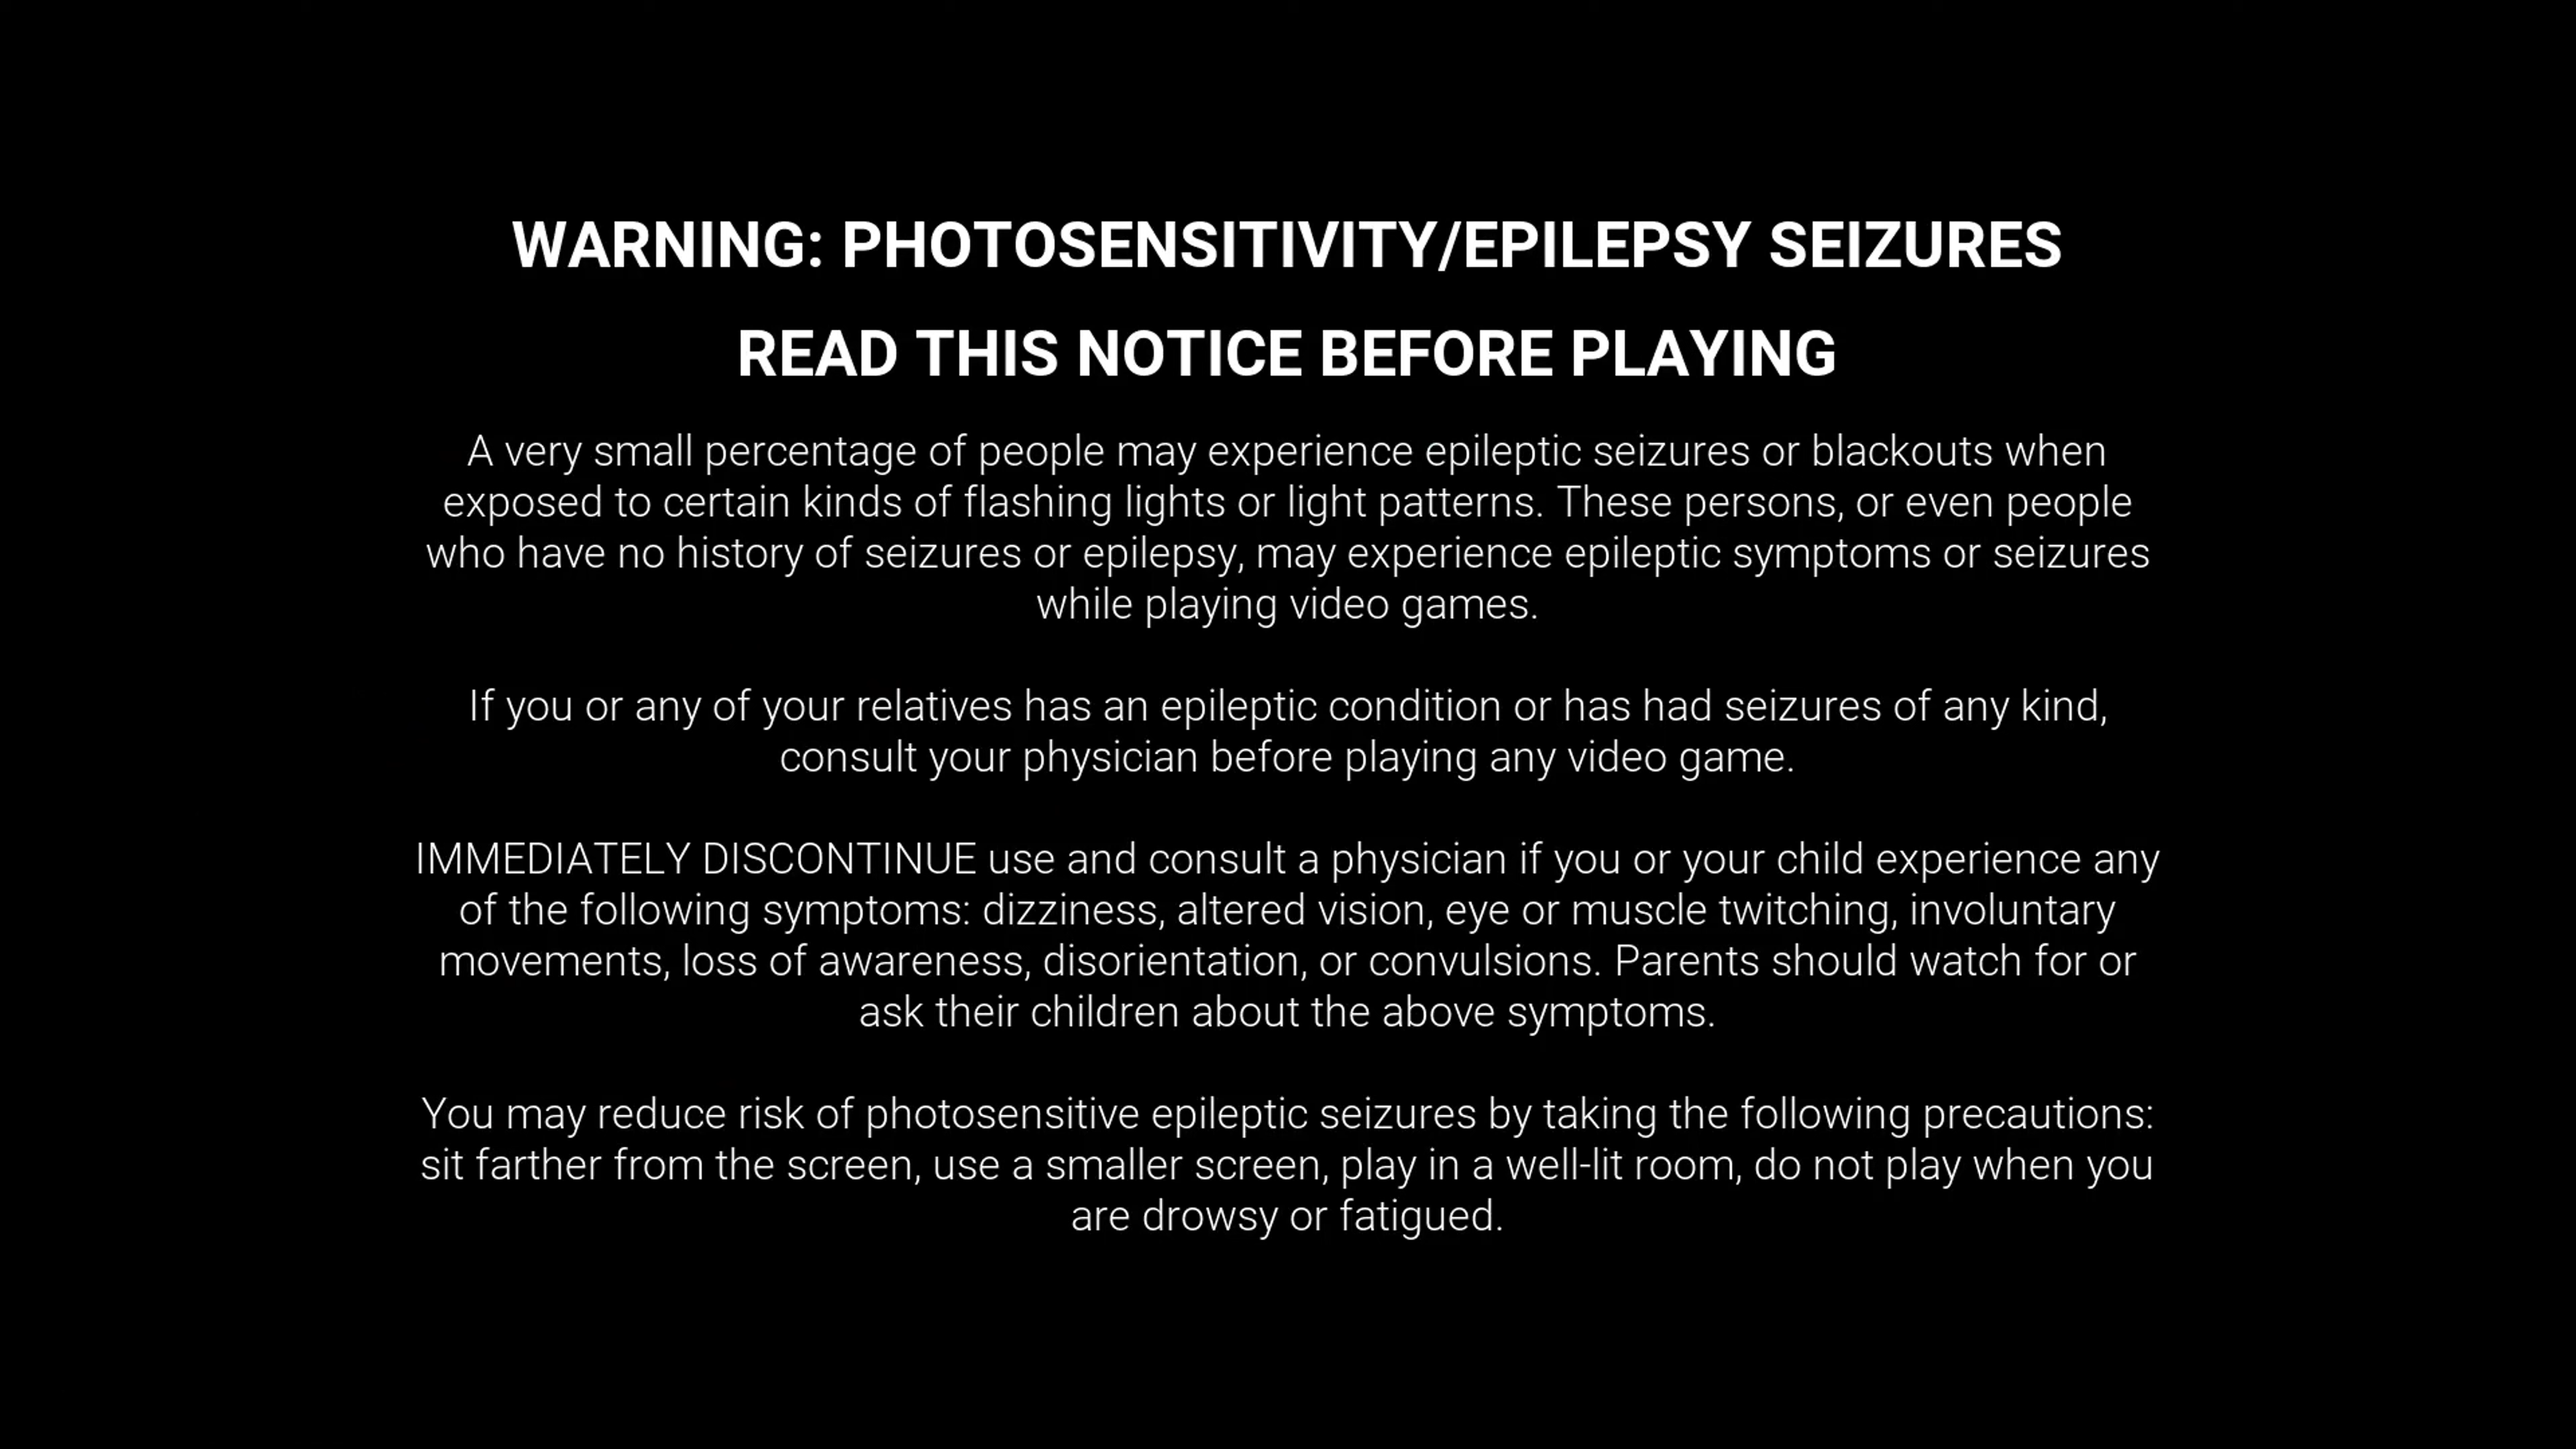 WARNING: PHOTOSENSITIVITY/EPILEPSY SEIZURES
READ THIS NOTICE BEFORE PLAYING
A very small percentage of people may experience epileptic seizures or blackouts when
exposed to certain kinds of flashing lights or light patterns. These persons, or even people
who have no history of seizures or epilepsy, may experience epileptic symptoms or seizures
while playing video games.
If you or any of your relatives has an epileptic condition or has had seizures of any kind,
consult your physician before playing any video game.
IMMEDIATELY DISCONTINUE use and consult a physician if you or your child experience any
of the following symptoms: dizziness, altered vision, eye or muscle twitching, involuntary
movements, loss of awareness, disorientation, or convulsions. Parents should watch for or
ask their children about the above symptoms.
You may reduce risk of photosensitive epileptic seizures by taking the following precautions:
sit farther from the screen, use a smaller screen, play in a well-lit room, do not play when you
are drowsy or fatigued.